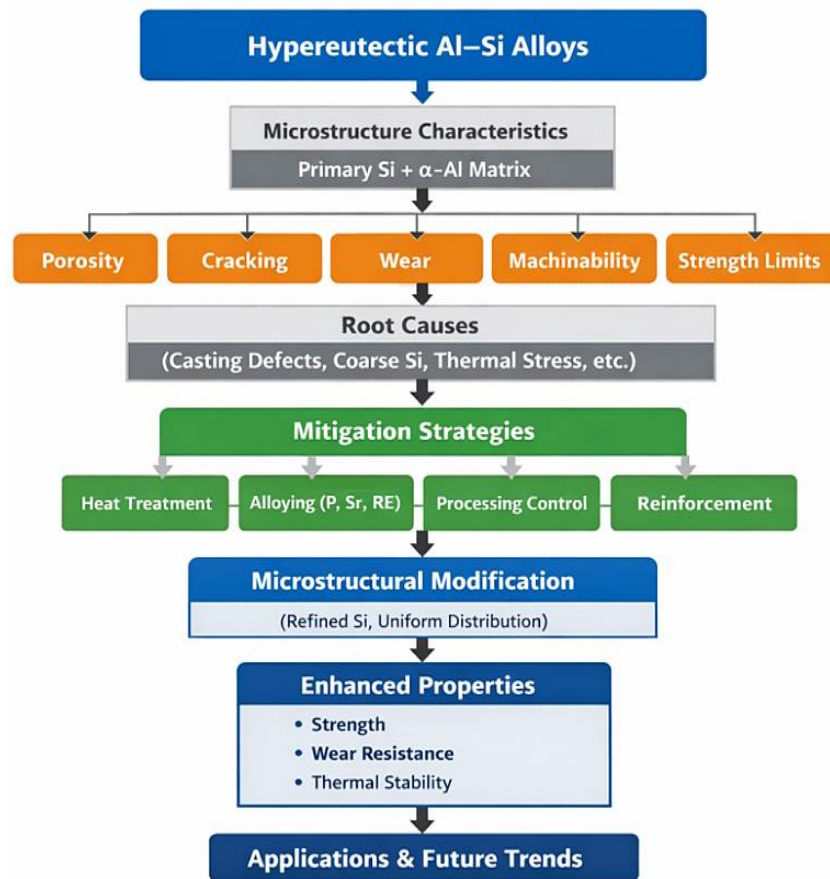 Hypereutectic Al–Si Alloys
Microstructure Characteristics
Primary Si + α-Al Matrix
Porosity
Cracking
Wear
Machinability
Strength Limits
Root Causes
(Casting Defects, Coarse Si, Thermal Stress, etc.)
Mitigation Strategies
Heat Treatment
Alloying (P, Sr, RE)
Processing Control
Reinforcement
Microstructural Modification
(Refined Si, Uniform Distribution)
Enhanced Properties
• Strength
• Wear Resistance
• Thermal Stability
Applications & Future Trends